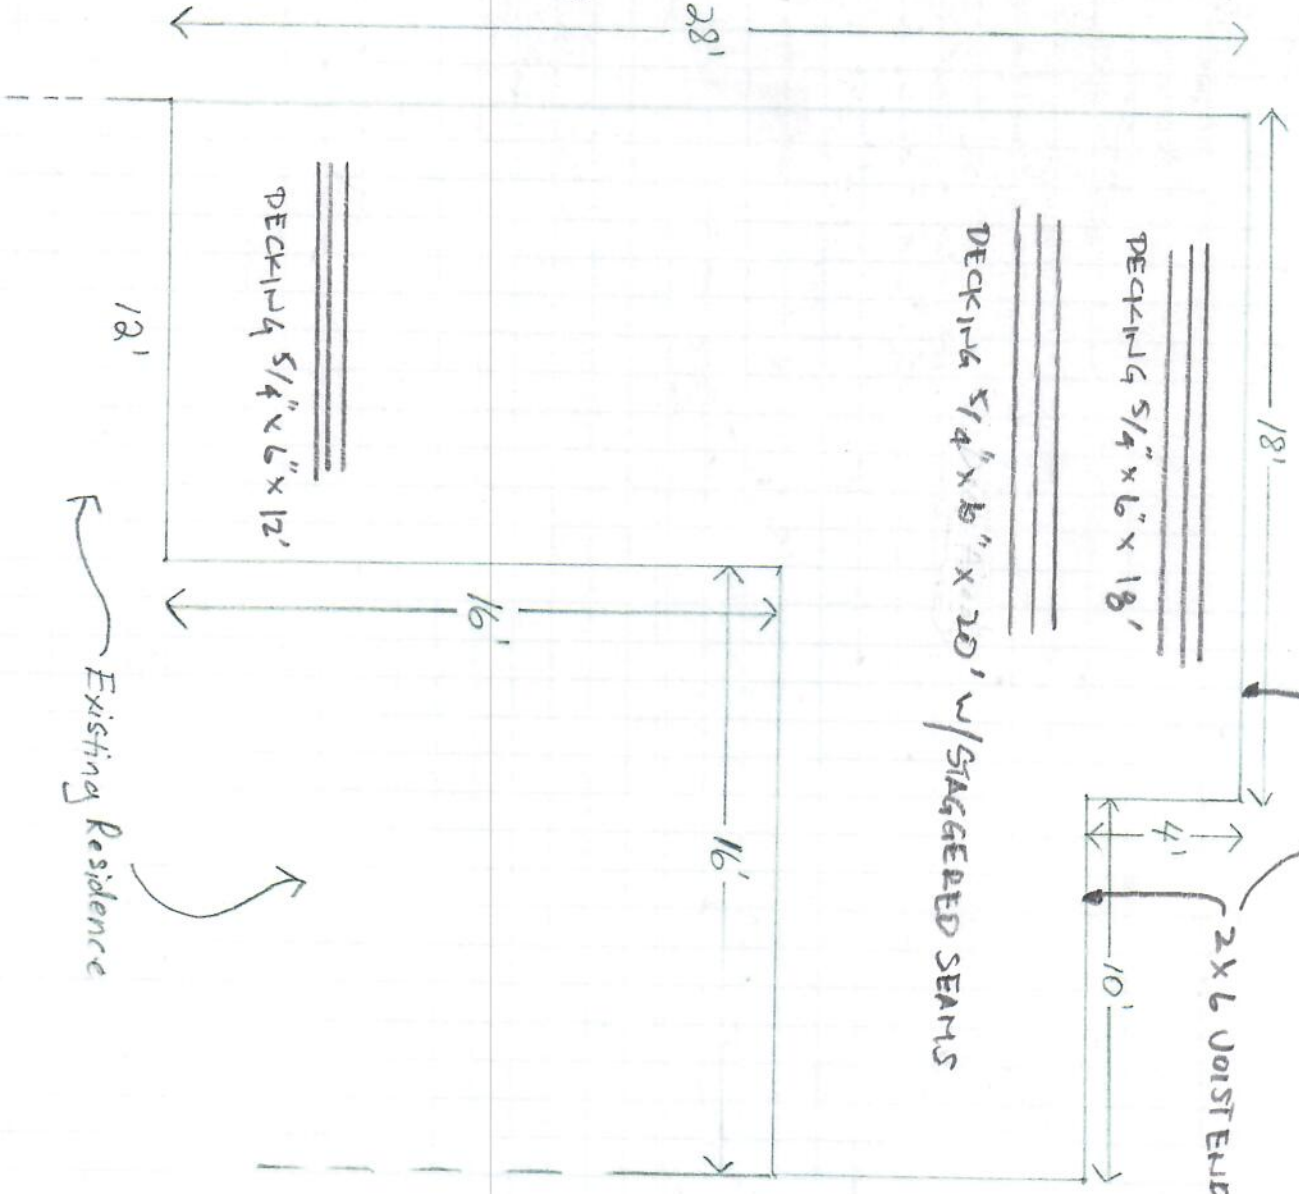 28'
18'
DECKING 5/4" x 6" x 18'
DECKING 5/4" x 6" x 20' W/STAGGERED SEAMS
DECKING 5/4" x 6" x 12'
12'
16'
16'
4'
10'
2x6 JOIST END
Existing Residence